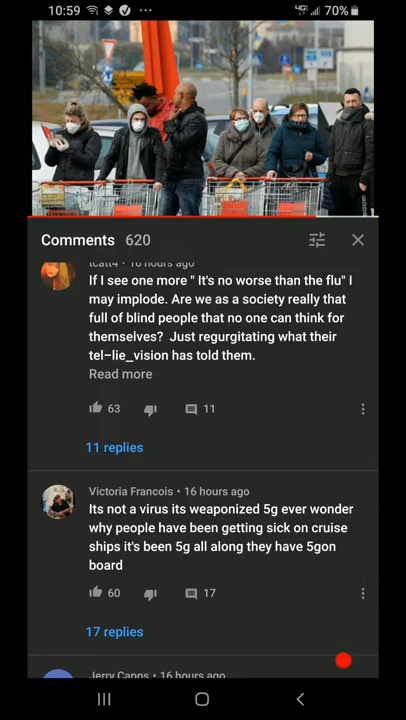 10:59
4G
70%
Comments 620
tcatt4 • 16 hours ago
If I see one more " It's no worse than the flu" I
may implode. Are we as a society really that
full of blind people that no one can think for
themselves?  Just regurgitating what their
tel–lie_vision has told them.
Read more
63
11
11 replies
Victoria Francois • 16 hours ago
Its not a virus its weaponized 5g ever wonder
why people have been getting sick on cruise
ships it's been 5g all along they have 5gon
board
60
17
17 replies
Jerry Capps • 16 hours ago